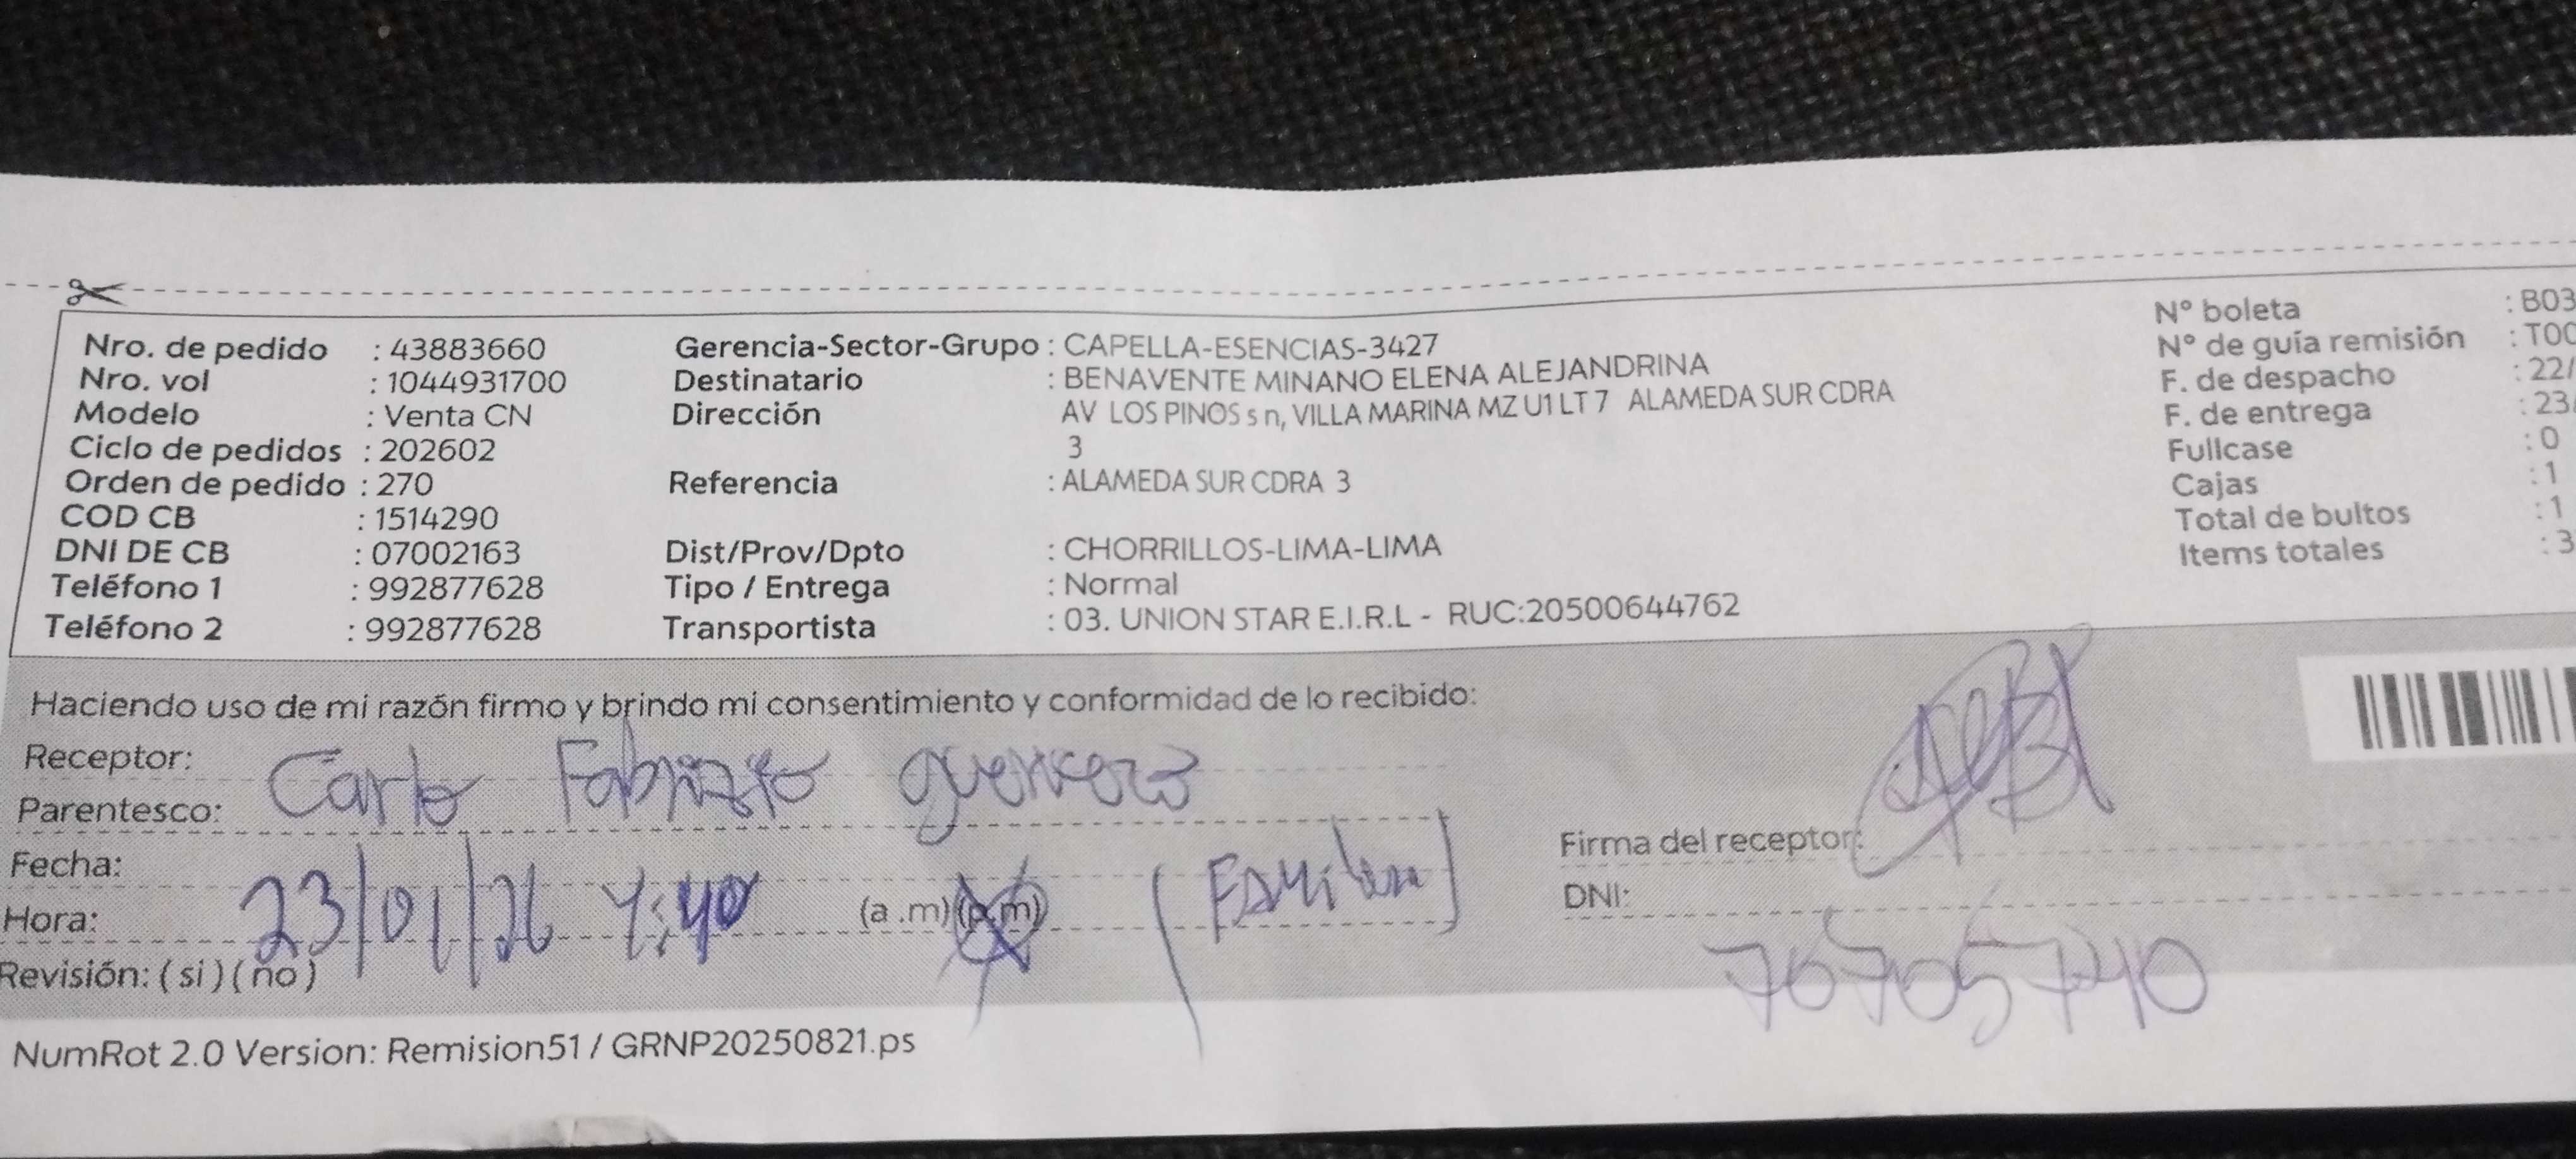 Nro. de pedido : 43883660
Nro. vol : 1044931700
Modelo : Venta CN
Ciclo de pedidos : 202602
Orden de pedido : 270
COD CB : 1514290
DNI DE CB : 07002163
Teléfono 1 : 992877628
Teléfono 2 : 992877628
Gerencia-Sector-Grupo : CAPELLA-ESENCIAS-3427
Destinatario : BENAVENTE MINANO ELENA ALEJANDRINA
Dirección AV LOS PINOS s n, VILLA MARINA MZ U1 LT 7 ALAMEDA SUR CDRA
3
Referencia : ALAMEDA SUR CDRA 3
Dist/Prov/Dpto : CHORRILLOS-LIMA-LIMA
Tipo / Entrega : Normal
Transportista : 03. UNION STAR E.I.R.L - RUC:20500644762
N° boleta : B03
N° de guía remisión : T00
F. de despacho : 22/
F. de entrega : 23/
Fullcase : 0
Cajas : 1
Total de bultos : 1
Items totales : 3
Haciendo uso de mi razón firmo y brindo mi consentimiento y conformidad de lo recibido:
Receptor: Carlo Fabrizio guerrero
Parentesco:
Fecha: 23/01/26
Hora: 4:40 (a .m) (p.m) (Familiar)
Revisión: ( si ) ( no )
Firma del receptor:
DNI: 76705740
NumRot 2.0 Version: Remision51 / GRNP20250821.ps